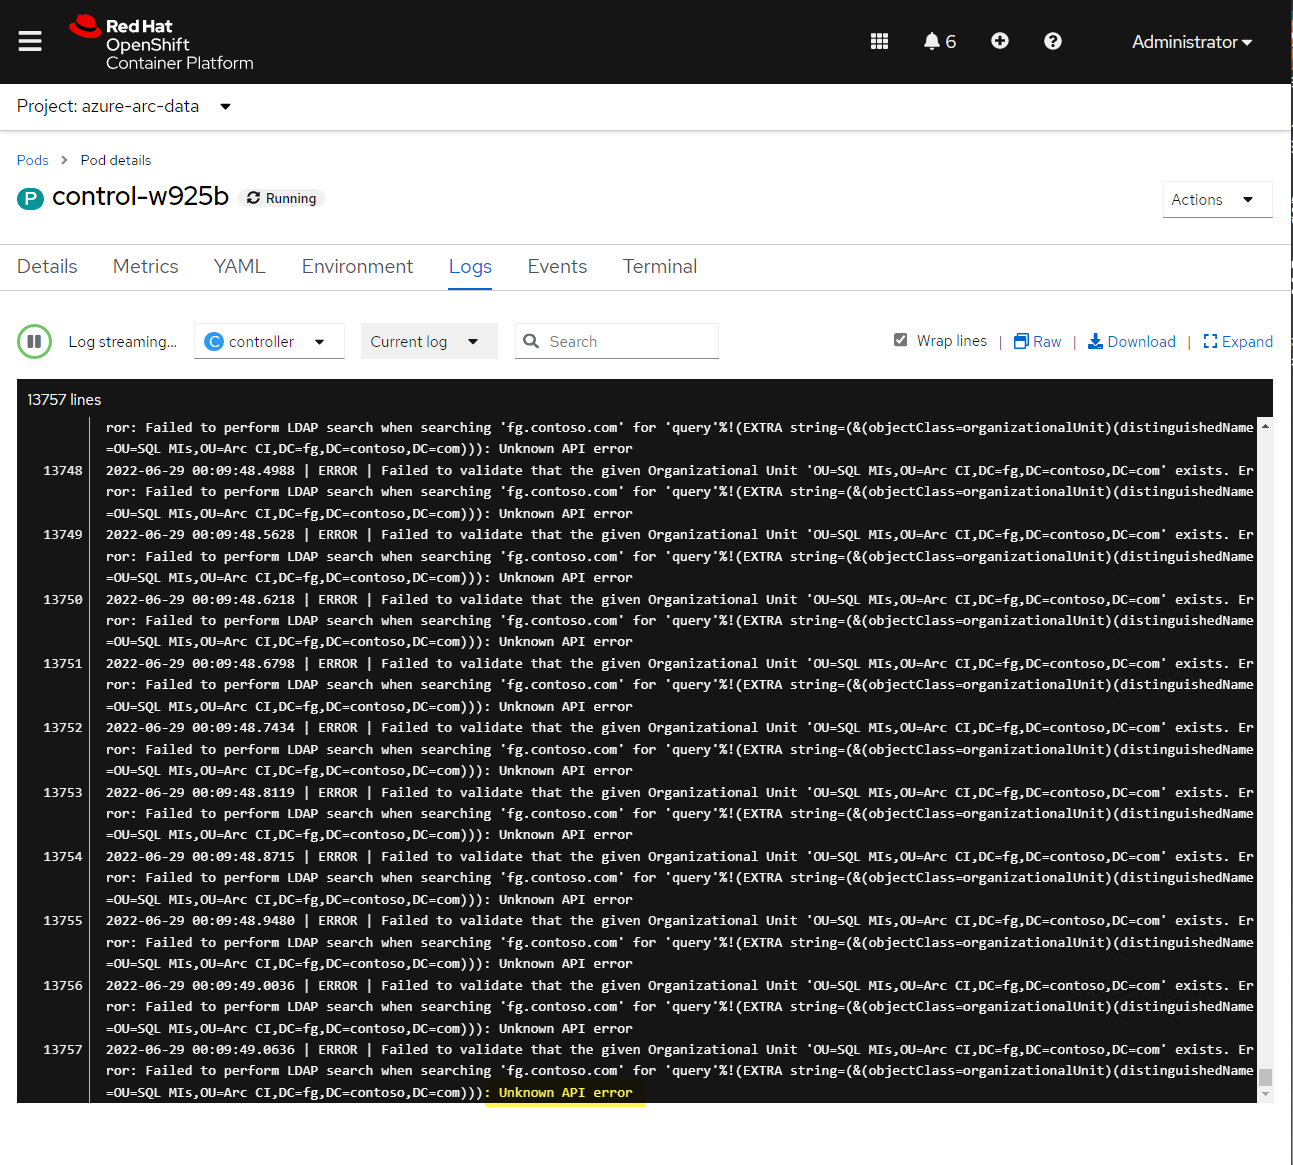 Red Hat
OpenShift
Container Platform
6
Administrator
Project: azure-arc-data
Pods
Pod details
P
control-w925b
Running
Actions
Details
Metrics
YAML
Environment
Logs
Events
Terminal
Log streaming...
C
controller
Current log
Search
Wrap lines
|
Raw
|
Download
|
Expand
13757 lines
ror: Failed to perform LDAP search when searching 'fg.contoso.com' for 'query'%!(EXTRA string=(&(objectClass=organizationalUnit)(distinguishedName
=OU=SQL MIs,OU=Arc CI,DC=fg,DC=contoso,DC=com))): Unknown API error
13748 2022-06-29 00:09:48.4988 | ERROR | Failed to validate that the given Organizational Unit 'OU=SQL MIs,OU=Arc CI,DC=fg,DC=contoso,DC=com' exists. Er
ror: Failed to perform LDAP search when searching 'fg.contoso.com' for 'query'%!(EXTRA string=(&(objectClass=organizationalUnit)(distinguishedName
=OU=SQL MIs,OU=Arc CI,DC=fg,DC=contoso,DC=com))): Unknown API error
13749 2022-06-29 00:09:48.5628 | ERROR | Failed to validate that the given Organizational Unit 'OU=SQL MIs,OU=Arc CI,DC=fg,DC=contoso,DC=com' exists. Er
ror: Failed to perform LDAP search when searching 'fg.contoso.com' for 'query'%!(EXTRA string=(&(objectClass=organizationalUnit)(distinguishedName
=OU=SQL MIs,OU=Arc CI,DC=fg,DC=contoso,DC=com))): Unknown API error
13750 2022-06-29 00:09:48.6218 | ERROR | Failed to validate that the given Organizational Unit 'OU=SQL MIs,OU=Arc CI,DC=fg,DC=contoso,DC=com' exists. Er
ror: Failed to perform LDAP search when searching 'fg.contoso.com' for 'query'%!(EXTRA string=(&(objectClass=organizationalUnit)(distinguishedName
=OU=SQL MIs,OU=Arc CI,DC=fg,DC=contoso,DC=com))): Unknown API error
13751 2022-06-29 00:09:48.6798 | ERROR | Failed to validate that the given Organizational Unit 'OU=SQL MIs,OU=Arc CI,DC=fg,DC=contoso,DC=com' exists. Er
ror: Failed to perform LDAP search when searching 'fg.contoso.com' for 'query'%!(EXTRA string=(&(objectClass=organizationalUnit)(distinguishedName
=OU=SQL MIs,OU=Arc CI,DC=fg,DC=contoso,DC=com))): Unknown API error
13752 2022-06-29 00:09:48.7434 | ERROR | Failed to validate that the given Organizational Unit 'OU=SQL MIs,OU=Arc CI,DC=fg,DC=contoso,DC=com' exists. Er
ror: Failed to perform LDAP search when searching 'fg.contoso.com' for 'query'%!(EXTRA string=(&(objectClass=organizationalUnit)(distinguishedName
=OU=SQL MIs,OU=Arc CI,DC=fg,DC=contoso,DC=com))): Unknown API error
13753 2022-06-29 00:09:48.8119 | ERROR | Failed to validate that the given Organizational Unit 'OU=SQL MIs,OU=Arc CI,DC=fg,DC=contoso,DC=com' exists. Er
ror: Failed to perform LDAP search when searching 'fg.contoso.com' for 'query'%!(EXTRA string=(&(objectClass=organizationalUnit)(distinguishedName
=OU=SQL MIs,OU=Arc CI,DC=fg,DC=contoso,DC=com))): Unknown API error
13754 2022-06-29 00:09:48.8715 | ERROR | Failed to validate that the given Organizational Unit 'OU=SQL MIs,OU=Arc CI,DC=fg,DC=contoso,DC=com' exists. Er
ror: Failed to perform LDAP search when searching 'fg.contoso.com' for 'query'%!(EXTRA string=(&(objectClass=organizationalUnit)(distinguishedName
=OU=SQL MIs,OU=Arc CI,DC=fg,DC=contoso,DC=com))): Unknown API error
13755 2022-06-29 00:09:48.9480 | ERROR | Failed to validate that the given Organizational Unit 'OU=SQL MIs,OU=Arc CI,DC=fg,DC=contoso,DC=com' exists. Er
ror: Failed to perform LDAP search when searching 'fg.contoso.com' for 'query'%!(EXTRA string=(&(objectClass=organizationalUnit)(distinguishedName
=OU=SQL MIs,OU=Arc CI,DC=fg,DC=contoso,DC=com))): Unknown API error
13756 2022-06-29 00:09:49.0036 | ERROR | Failed to validate that the given Organizational Unit 'OU=SQL MIs,OU=Arc CI,DC=fg,DC=contoso,DC=com' exists. Er
ror: Failed to perform LDAP search when searching 'fg.contoso.com' for 'query'%!(EXTRA string=(&(objectClass=organizationalUnit)(distinguishedName
=OU=SQL MIs,OU=Arc CI,DC=fg,DC=contoso,DC=com))): Unknown API error
13757 2022-06-29 00:09:49.0636 | ERROR | Failed to validate that the given Organizational Unit 'OU=SQL MIs,OU=Arc CI,DC=fg,DC=contoso,DC=com' exists. Er
ror: Failed to perform LDAP search when searching 'fg.contoso.com' for 'query'%!(EXTRA string=(&(objectClass=organizationalUnit)(distinguishedName
=OU=SQL MIs,OU=Arc CI,DC=fg,DC=contoso,DC=com))): Unknown API error